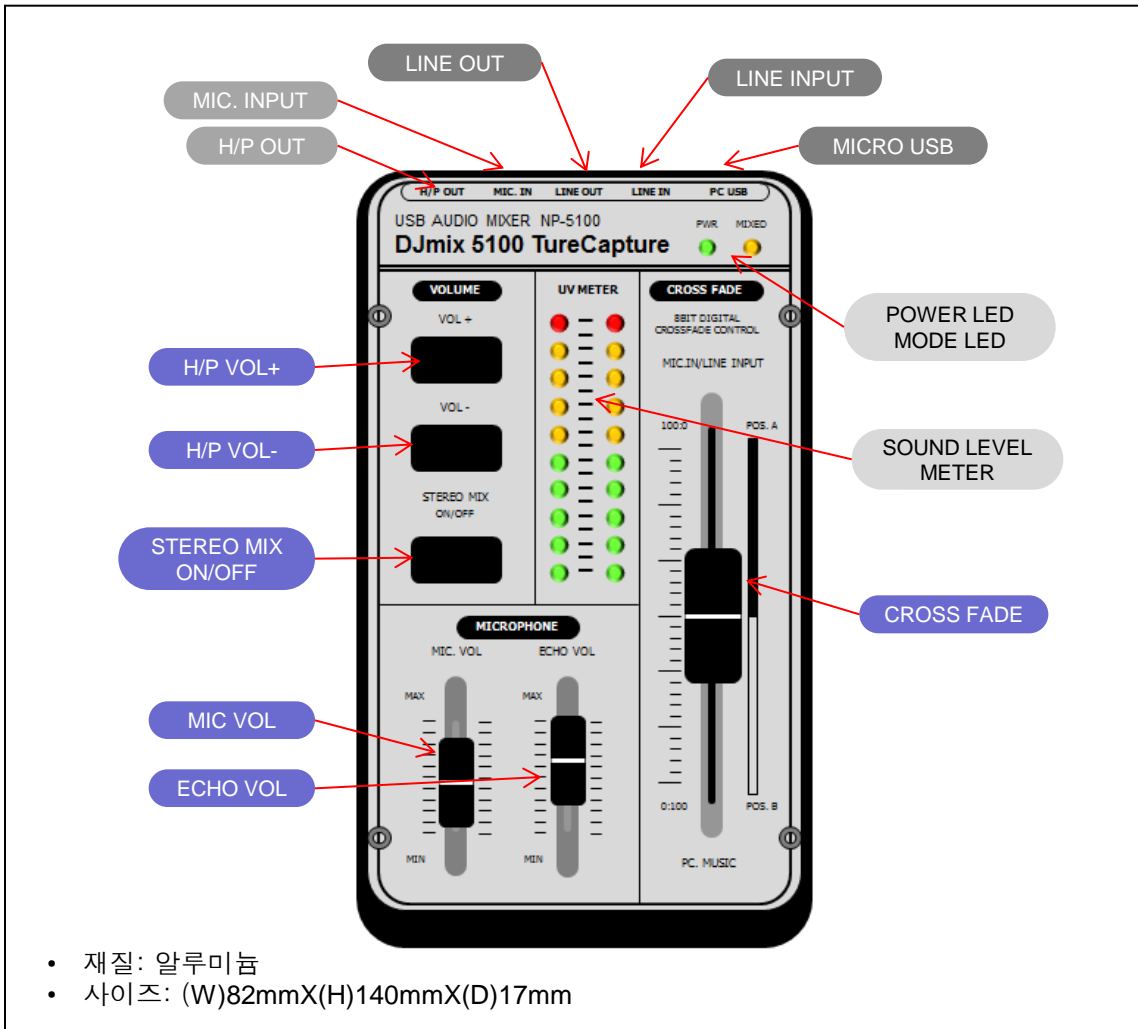 LINE OUT
LINE INPUT
MIC. INPUT
H/P OUT
MICRO USB
H/P OUT MIC. IN LINE OUT LINE IN PC USB
USB AUDIO MIXER NP-5100
DJmix 5100 TureCapture
PWR MIXED
VOLUME
UV METER
CROSS FADE
VOL +
8BIT DIGITAL
CROSSFADE CONTROL
MIC.IN/LINE INPUT
POWER LED
MODE LED
H/P VOL+
VOL -
100:0
POS. A
H/P VOL-
SOUND LEVEL
METER
STEREO MIX
ON/OFF
STEREO MIX
ON/OFF
CROSS FADE
MICROPHONE
MIC. VOL
ECHO VOL
MAX
MAX
MIC VOL
ECHO VOL
0:100
POS. B
MIN
MIN
PC. MUSIC
• 재질: 알루미늄
• 사이즈: (W)82mmX(H)140mmX(D)17mm